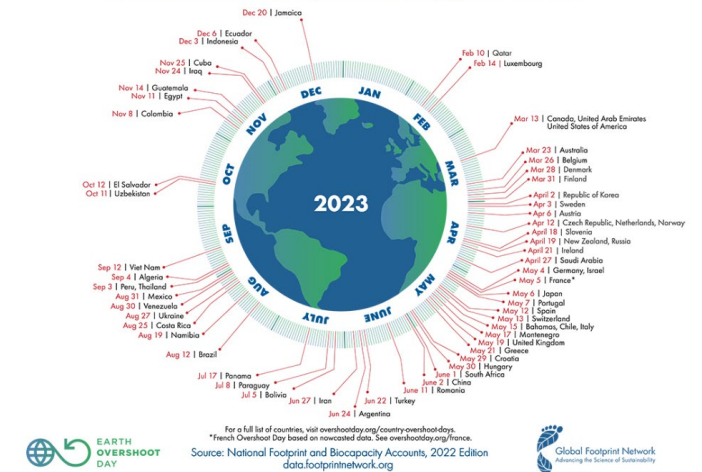 Dec 20 | Jamaica
Dec 6 | Ecuador
Dec 3 | Indonesia
Nov 25 | Cuba
Nov 24 | Iraq
Nov 14 | Guatemala
Nov 11 | Egypt
Nov 8 | Colombia
Oct 12 | El Salvador
Oct 11 | Uzbekistan
Sep 12 | Viet Nam
Sep 4 | Algeria
Sep 3 | Peru, Thailand
Aug 31 | Mexico
Aug 30 | Venezuela
Aug 27 | Ukraine
Aug 25 | Costa Rica
Aug 19 | Namibia
Aug 12 | Brazil
Jul 17 | Panama
Jul 8 | Paraguay
Jul 5 | Bolivia
Jun 27 | Iran
Jun 24 | Argentina
Feb 10 | Qatar
Feb 14 | Luxembourg
Mar 13 | Canada, United Arab Emirates
United States of America
Mar 23 | Australia
Mar 26 | Belgium
Mar 28 | Denmark
Mar 31 | Finland
April 2 | Republic of Korea
Apr 3 | Sweden
Apr 6 | Austria
Apr 12 | Czech Republic, Netherlands, Norway
April 18 | Slovenia
April 19 | New Zealand, Russia
April 21 | Ireland
April 27 | Saudi Arabia
May 4 | Germany, Israel
May 5 | France*
May 6 | Japan
May 7 | Portugal
May 12 | Spain
May 13 | Switzerland
May 15 | Bahamas, Chile, Italy
May 17 | Montenegro
May 19 | United Kingdom
May 21 | Greece
May 29 | Croatia
May 30 | Hungary
June 1 | South Africa
June 2 | China
June 11 | Romania
Jun 22 | Turkey
JAN
FEB
MAR
APR
MAY
JUNE
JULY
AUG
SEP
OCT
NOV
DEC
2023
For a full list of countries, visit overshootday.org/country-overshoot-days.
*French Overshoot Day based on nowcasted data. See overshootday.org/france.
EARTH
OVERSHOOT
DAY
Source: National Footprint and Biocapacity Accounts, 2022 Edition
data.footprintnetwork.org
Global Footprint Network
Advancing the Science of Sustainability